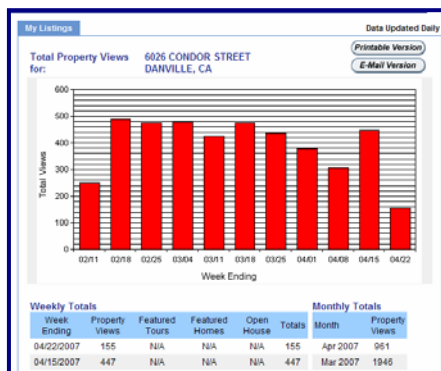 My Listings
Data Updated Daily
Total Property Views for:
6026 CONDOR STREET
DANVILLE, CA
Printable Version
E-Mail Version
Total Views
600
500
400
300
200
100
0
02/11 02/18 02/25 03/04 03/11 03/18 03/25 04/01 04/08 04/15 04/22
Week Ending
Weekly Totals
Week Ending Property Views Featured Tours Featured Homes Open House Totals
04/22/2007 155 N/A N/A N/A 155
04/15/2007 447 N/A N/A N/A 447
Monthly Totals
Month Property Views
Apr 2007 961
Mar 2007 1946